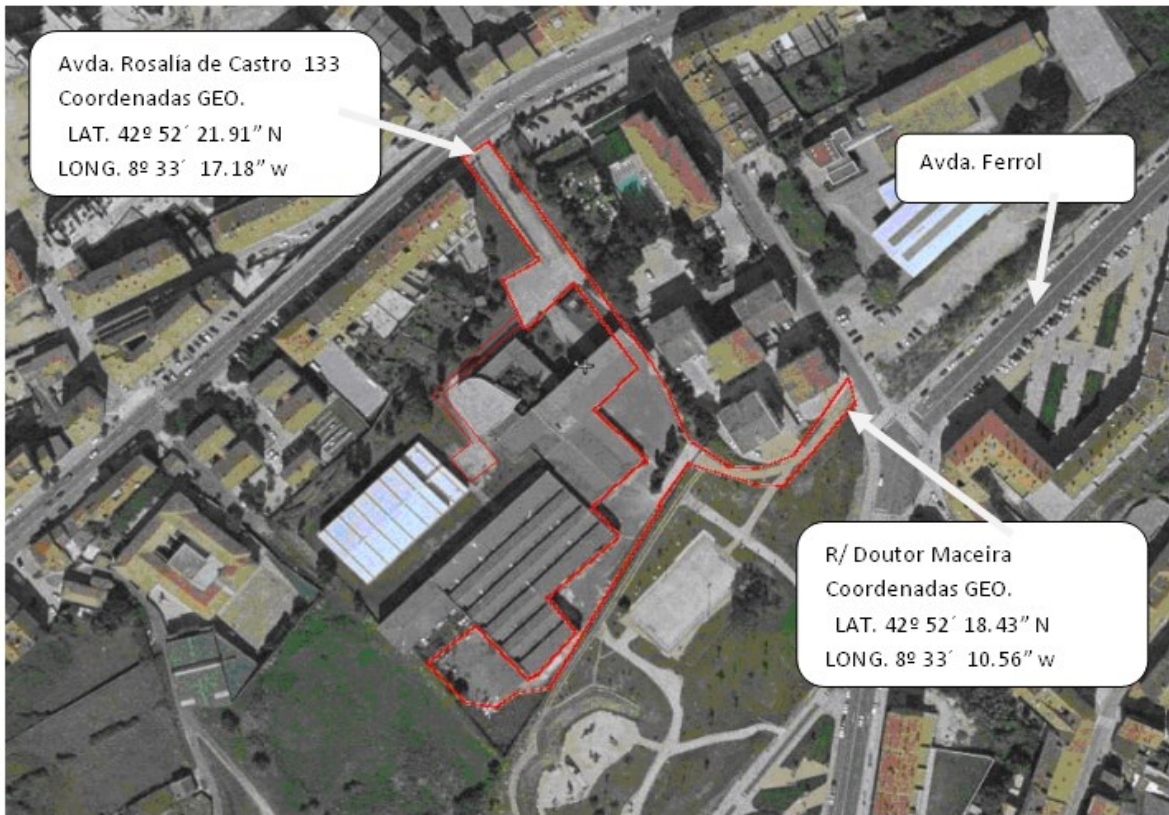 Avda. Rosalía de Castro 133
Coordenadas GEO.
LAT. 42º 52´ 21.91” N
LONG. 8º 33´ 17.18” w
Avda. Ferrol
R/ Doutor Maceira
Coordenadas GEO.
LAT. 42º 52´ 18.43” N
LONG. 8º 33´ 10.56” w